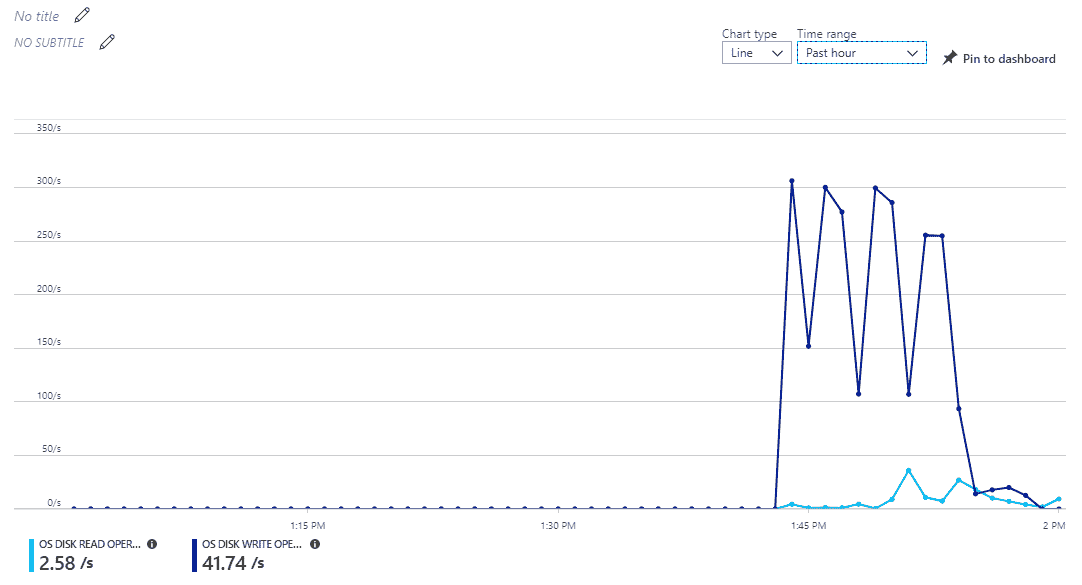 No title
NO SUBTITLE
Chart type Time range
Line Past hour Pin to dashboard
350/s
300/s
250/s
200/s
150/s
100/s
50/s
0/s
1:15 PM 1:30 PM 1:45 PM 2 PM
OS DISK READ OPER... OS DISK WRITE OPE...
2.58 /s 41.74 /s